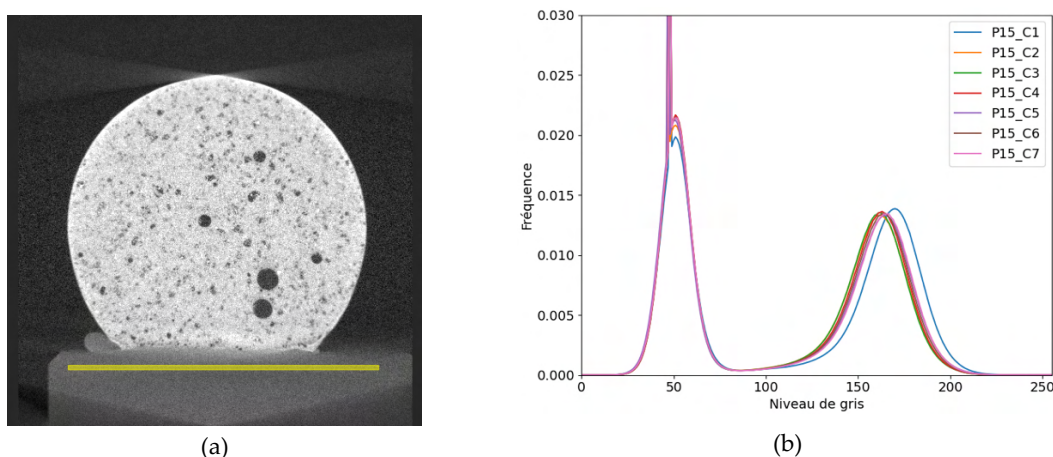 0.030
0.025
0.020
0.015
0.010
0.005
0.000
Fréquence
0
50
100
150
200
250
Niveau de gris
P15_C1
P15_C2
P15_C3
P15_C4
P15_C5
P15_C6
P15_C7
(a)
(b)